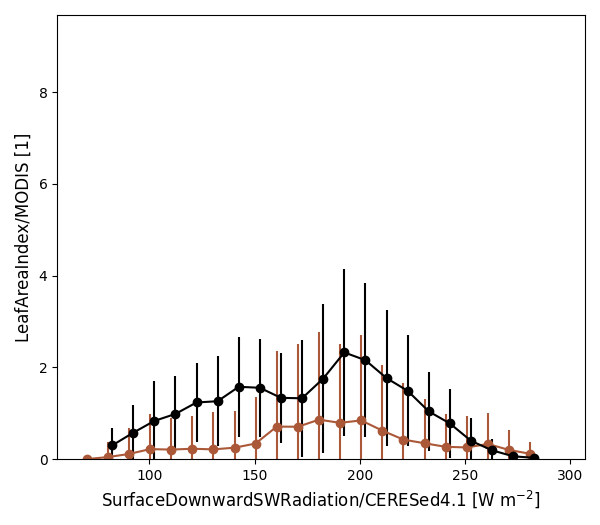 8
6
4
2
0
LeafAreaIndex/MODIS [1]
100 150 200 250 300
SurfaceDownwardSWRadiation/CERESed4.1 [W m⁻²]